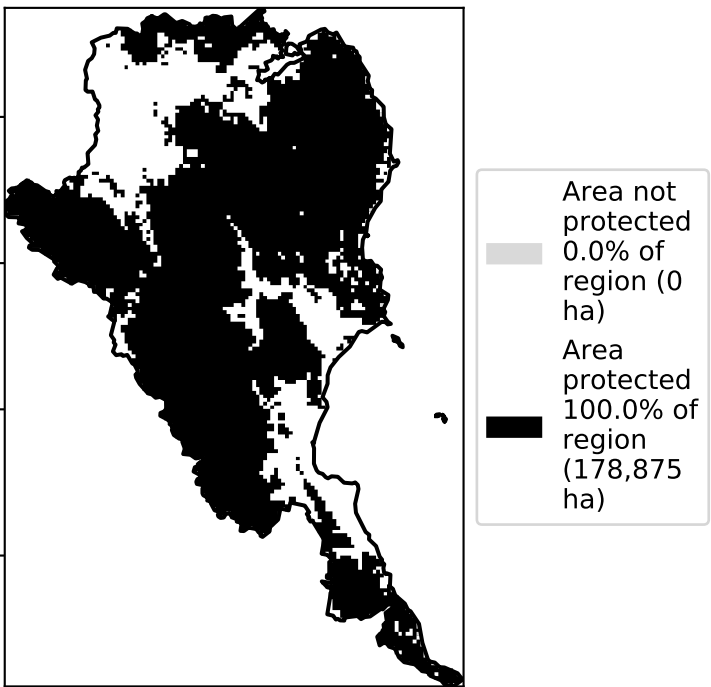 Area not
protected
0.0% of
region (0
ha)
Area
protected
100.0% of
region
(178,875
ha)